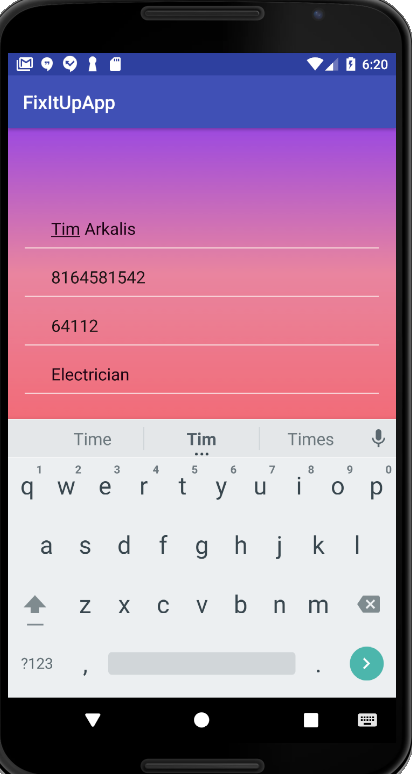 6:20
FixItUpApp
Tim Arkalis
8164581542
64112
Electrician
Time Tim Times
1 2 3 4 5 6 7 8 9 0
q w e r t y u i o p
a s d f g h j k l
z x c v b n m
?123 , .